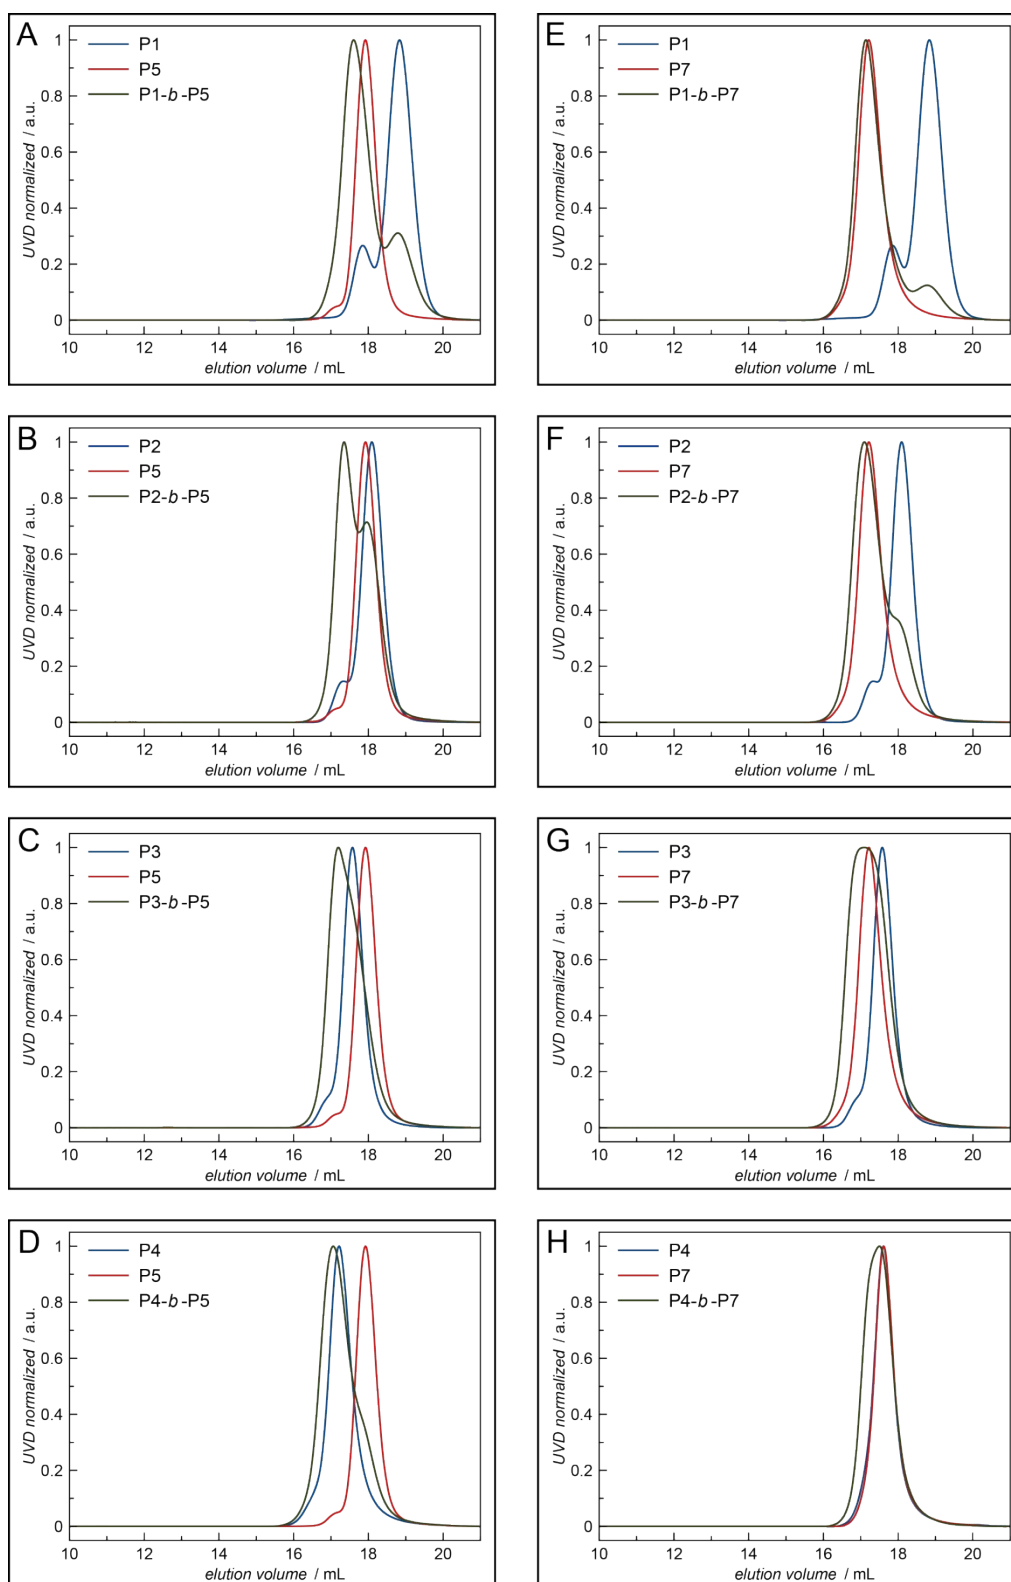 A
P1
P5
P1-b-P5
UVD normalized / a.u.
1
0.8
0.6
0.4
0.2
0
10 12 14 16 18 20
elution volume / mL
E
P1
P7
P1-b-P7
UVD normalized / a.u.
1
0.8
0.6
0.4
0.2
0
10 12 14 16 18 20
elution volume / mL
B
P2
P5
P2-b-P5
UVD normalized / a.u.
1
0.8
0.6
0.4
0.2
0
10 12 14 16 18 20
elution volume / mL
F
P2
P7
P2-b-P7
UVD normalized / a.u.
1
0.8
0.6
0.4
0.2
0
10 12 14 16 18 20
elution volume / mL
C
P3
P5
P3-b-P5
UVD normalized / a.u.
1
0.8
0.6
0.4
0.2
0
10 12 14 16 18 20
elution volume / mL
G
P3
P7
P3-b-P7
UVD normalized / a.u.
1
0.8
0.6
0.4
0.2
0
10 12 14 16 18 20
elution volume / mL
D
P4
P5
P4-b-P5
UVD normalized / a.u.
1
0.8
0.6
0.4
0.2
0
10 12 14 16 18 20
elution volume / mL
H
P4
P7
P4-b-P7
UVD normalized / a.u.
1
0.8
0.6
0.4
0.2
0
10 12 14 16 18 20
elution volume / mL